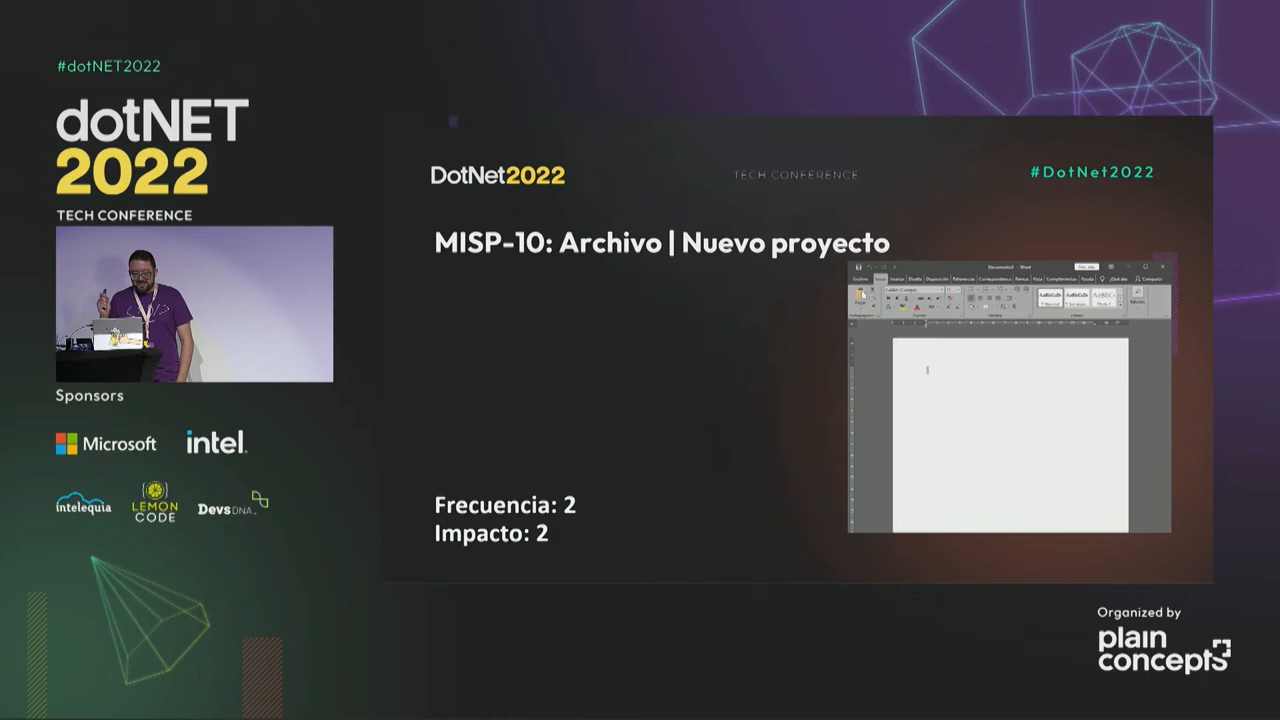 #dotNET2022
dotNET
2022
TECH CONFERENCE
Sponsors
Microsoft
intel.
intelequia
LEMON
CODE
DevsDNA.
DotNet2022
TECH CONFERENCE
#DotNet2022
MISP-10: Archivo | Nuevo proyecto
Frecuencia: 2
Impacto: 2
Organized by
plain
concepts